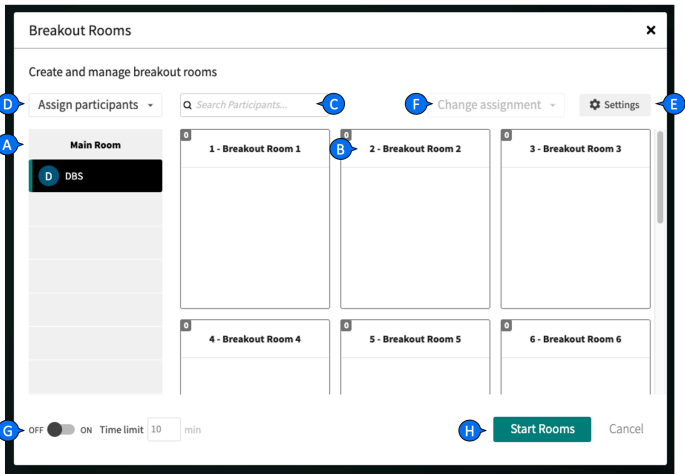 Breakout Rooms
Create and manage breakout rooms
D Assign participants
Search Participants... C
F Change assignment
Settings E
A Main Room
D DBS
0
1 - Breakout Room 1
0
B 2 - Breakout Room 2
0
3 - Breakout Room 3
0
4 - Breakout Room 4
0
5 - Breakout Room 5
0
6 - Breakout Room 6
G OFF ON Time limit 10 min
H Start Rooms Cancel